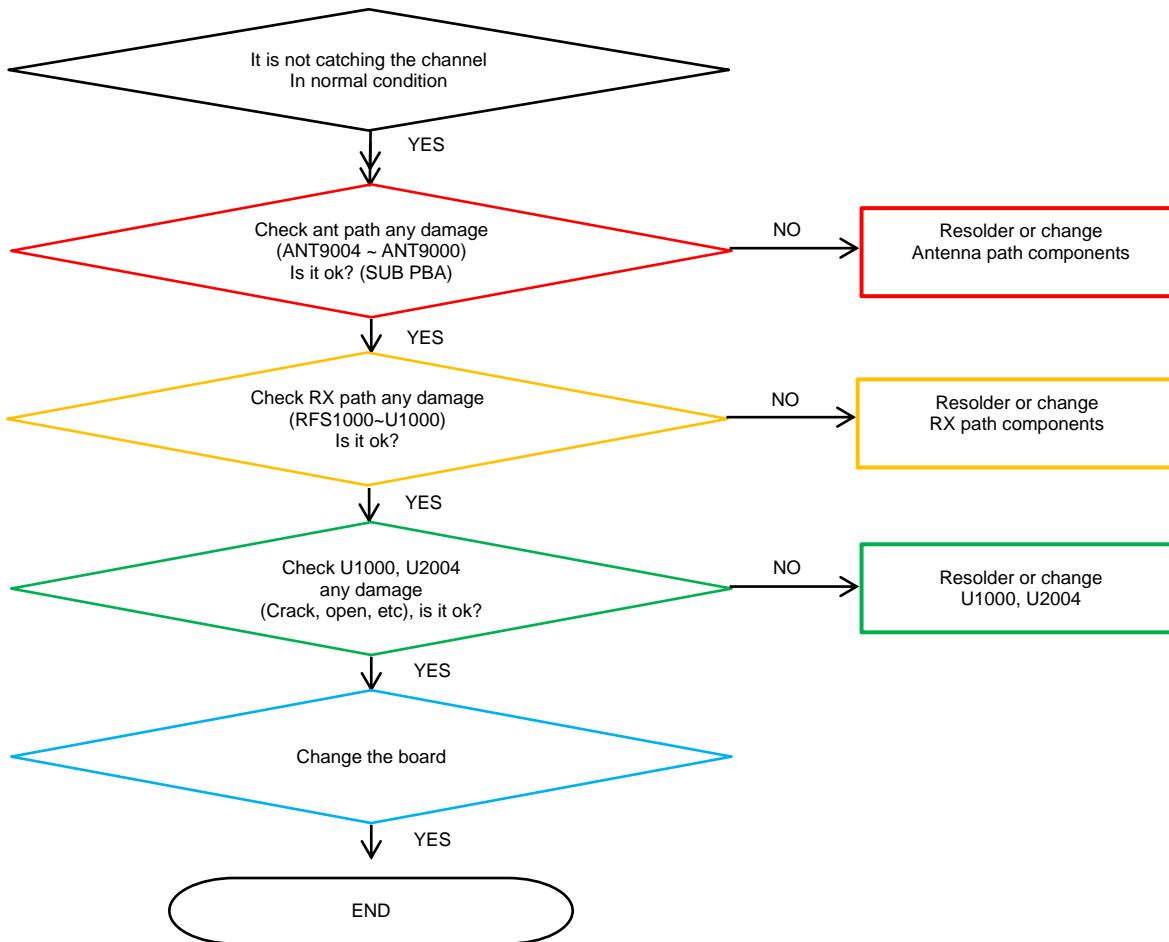 It is not catching the channel
In normal condition
YES
Check ant path any damage
(ANT9004 ~ ANT9000)
Is it ok? (SUB PBA)
NO
Resolder or change
Antenna path components
YES
Check RX path any damage
(RFS1000~U1000)
Is it ok?
NO
Resolder or change
RX path components
YES
Check U1000, U2004
any damage
(Crack, open, etc), is it ok?
NO
Resolder or change
U1000, U2004
YES
Change the board
YES
END